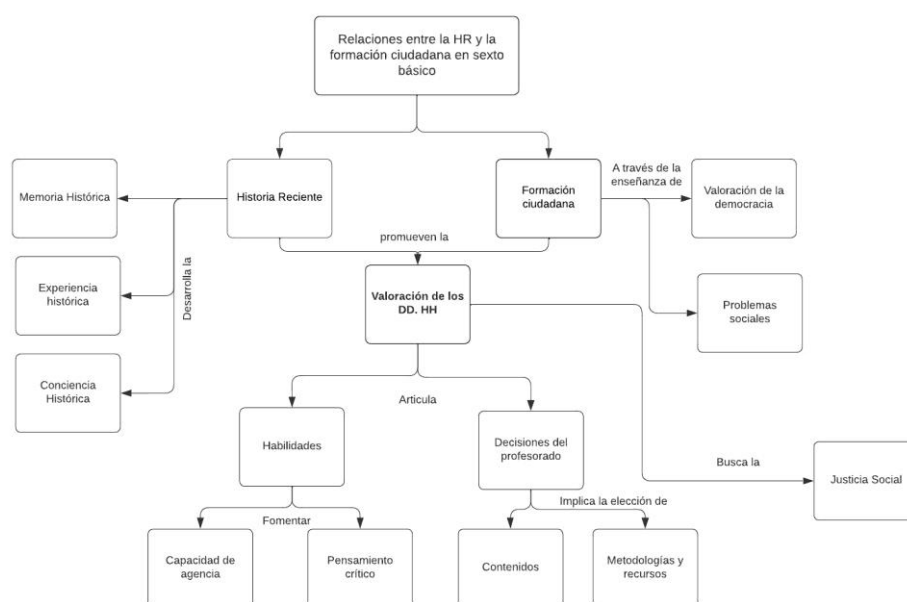 Relaciones entre la HR y la
formación ciudadana en sexto
básico
Memoria Histórica
Historia Reciente
Formación
ciudadana
A través de la
enseñanza de
Valoración de la
democracia
promueven la
Desarrolla la
Experiencia
histórica
Valoración de los
DD. HH
Problemas
sociales
Conciencia
Histórica
Articula
Habilidades
Decisiones del
profesorado
Busca la
Justicia Social
Fomentar
Implica la elección de
Capacidad de
agencia
Pensamiento
crítico
Contenidos
Metodologías y
recursos